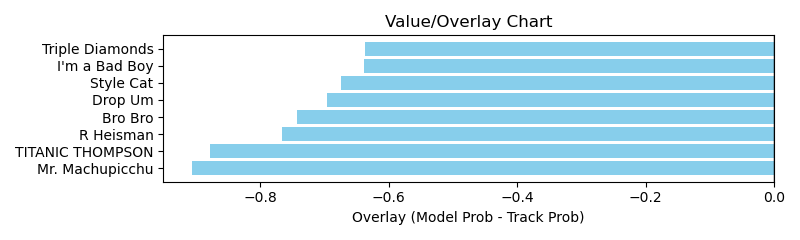 Value/Overlay Chart
Triple Diamonds
I'm a Bad Boy
Style Cat
Drop Um
Bro Bro
R Heisman
TITANIC THOMPSON
Mr. Machupicchu
−0.8 −0.6 −0.4 −0.2 0.0
Overlay (Model Prob - Track Prob)